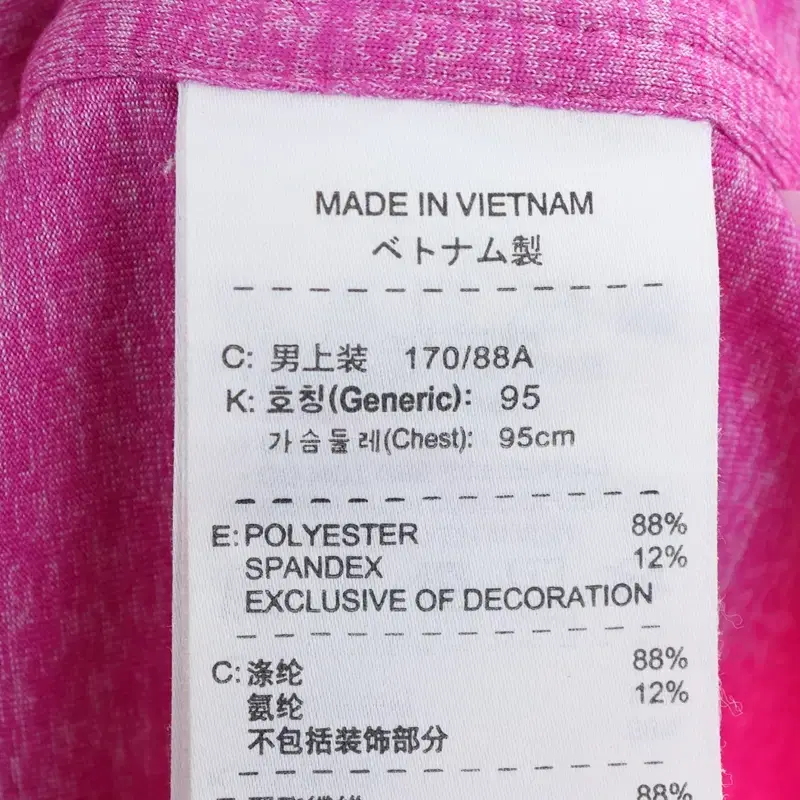 MADE IN VIETNAM
ベトナム製
C: 男上装 170/88A
K: 호칭(Generic): 95
가슴둘레(Chest): 95cm
E: POLYESTER 88%
SPANDEX 12%
EXCLUSIVE OF DECORATION
C: 涤纶 88%
氨纶 12%
不包括装饰部分
88%